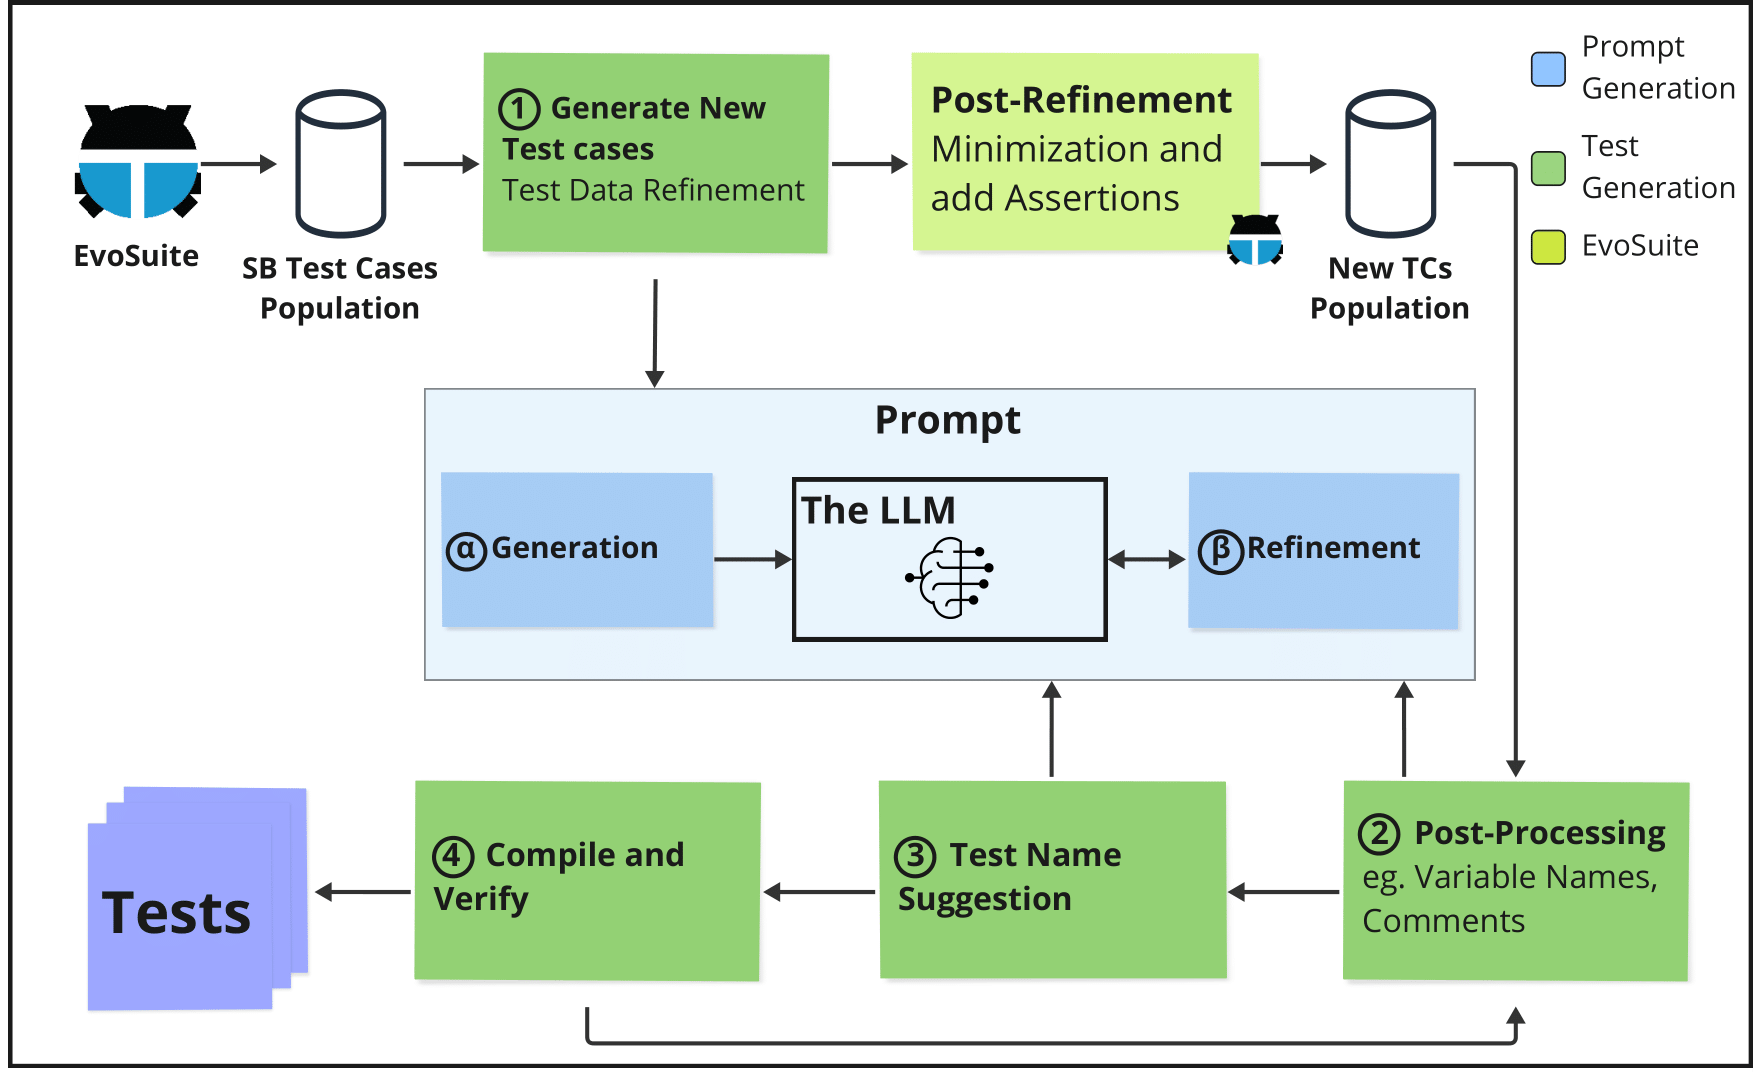 EvoSuite
SB Test Cases
Population
1 Generate New
Test cases
Test Data Refinement
Post-Refinement
Minimization and
add Assertions
New TCs
Population
Prompt
Generation
Test
Generation
EvoSuite
Prompt
α Generation
The LLM
β Refinement
Tests
4 Compile and
Verify
3 Test Name
Suggestion
2 Post-Processing
eg. Variable Names,
Comments